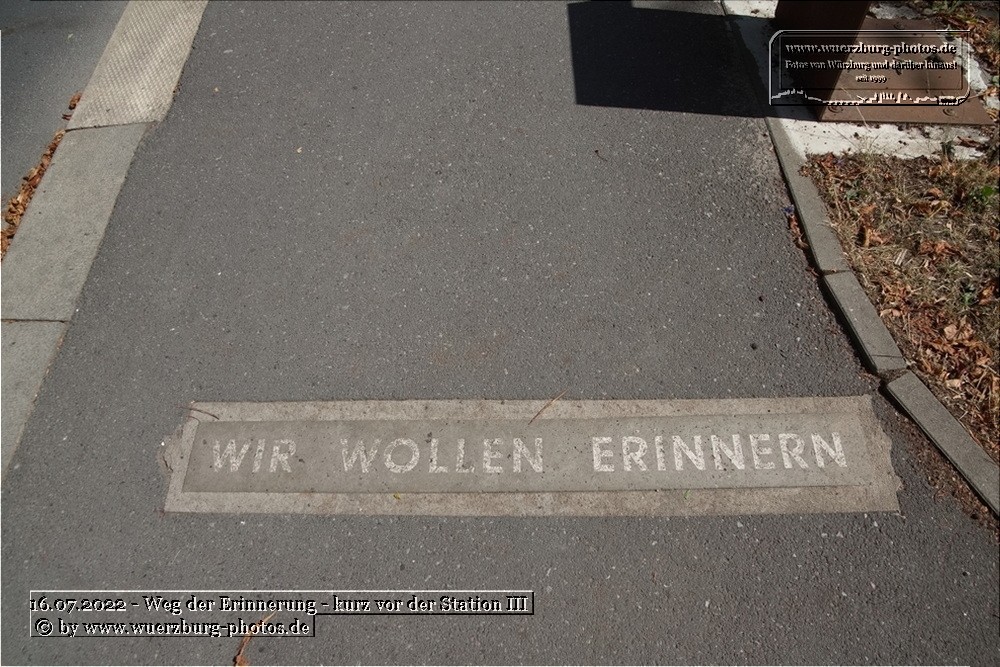 www.wuerzburg-photos.de
Fotos von Würzburg und darüber hinaus!
seit 1999
WIR WOLLEN ERINNERN
16.07.2022 - Weg der Erinnerung - kurz vor der Station III
© by www.wuerzburg-photos.de